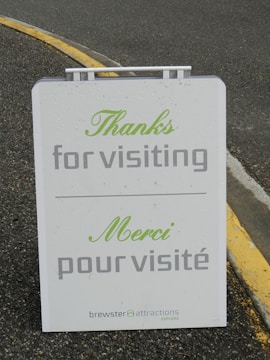 Thanks
for visiting
Merci
pour visité
brewster attractions